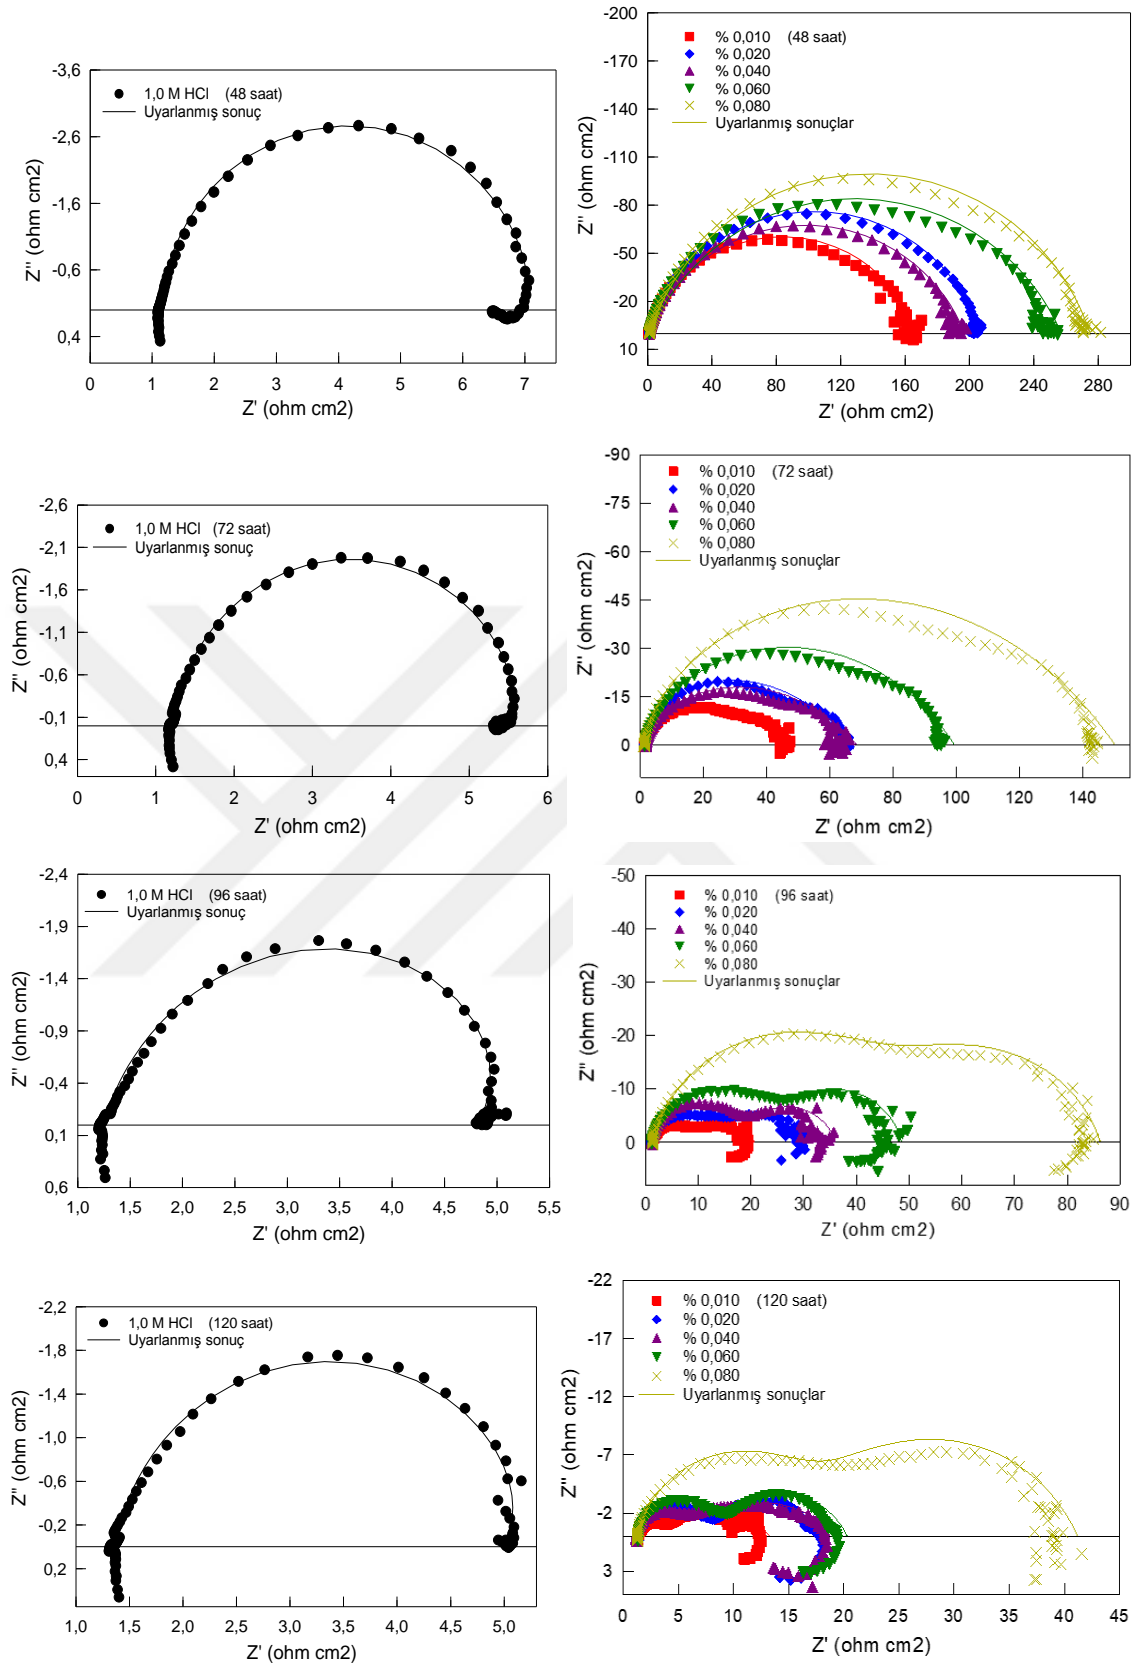 -3,6
1,0 M HCl (48 saat)
Uyarlanmış sonuç
-2,6
-1,6
-0,6
0,4
Z'' (ohm cm2)
0 1 2 3 4 5 6 7
Z' (ohm cm2)
-200
% 0,010 (48 saat)
% 0,020
% 0,040
% 0,060
% 0,080
Uyarlanmış sonuçlar
-170
-140
-110
-80
-50
-20
10
Z'' (ohm cm2)
0 40 80 120 160 200 240 280
Z' (ohm cm2)
-2,6
1,0 M HCl (72 saat)
Uyarlanmış sonuç
-2,1
-1,6
-1,1
-0,6
-0,1
0,4
Z'' (ohm cm2)
0 1 2 3 4 5 6
Z' (ohm cm2)
-90
% 0,010 (72 saat)
% 0,020
% 0,040
% 0,060
% 0,080
Uyarlanmış sonuçlar
-75
-60
-45
-30
-15
0
Z'' (ohm cm2)
0 20 40 60 80 100 120 140
Z' (ohm cm2)
-2,4
1,0 M HCl (96 saat)
Uyarlanmış sonuç
-1,9
-1,4
-0,9
-0,4
0,1
0,6
Z'' (ohm cm2)
1,0 1,5 2,0 2,5 3,0 3,5 4,0 4,5 5,0 5,5
Z' (ohm cm2)
-50
% 0,010 (96 saat)
% 0,020
% 0,040
% 0,060
% 0,080
Uyarlanmış sonuçlar
-40
-30
-20
-10
0
Z'' (ohm cm2)
0 10 20 30 40 50 60 70 80 90
Z' (ohm cm2)
-2,2
1,0 M HCl (120 saat)
Uyarlanmış sonuç
-1,8
-1,4
-1,0
-0,6
-0,2
0,2
Z'' (ohm cm2)
1,0 1,5 2,0 2,5 3,0 3,5 4,0 4,5 5,0
Z' (ohm cm2)
-22
% 0,010 (120 saat)
% 0,020
% 0,040
% 0,060
% 0,080
Uyarlanmış sonuçlar
-17
-12
-7
-2
3
Z'' (ohm cm2)
0 5 10 15 20 25 30 35 40 45
Z' (ohm cm2)